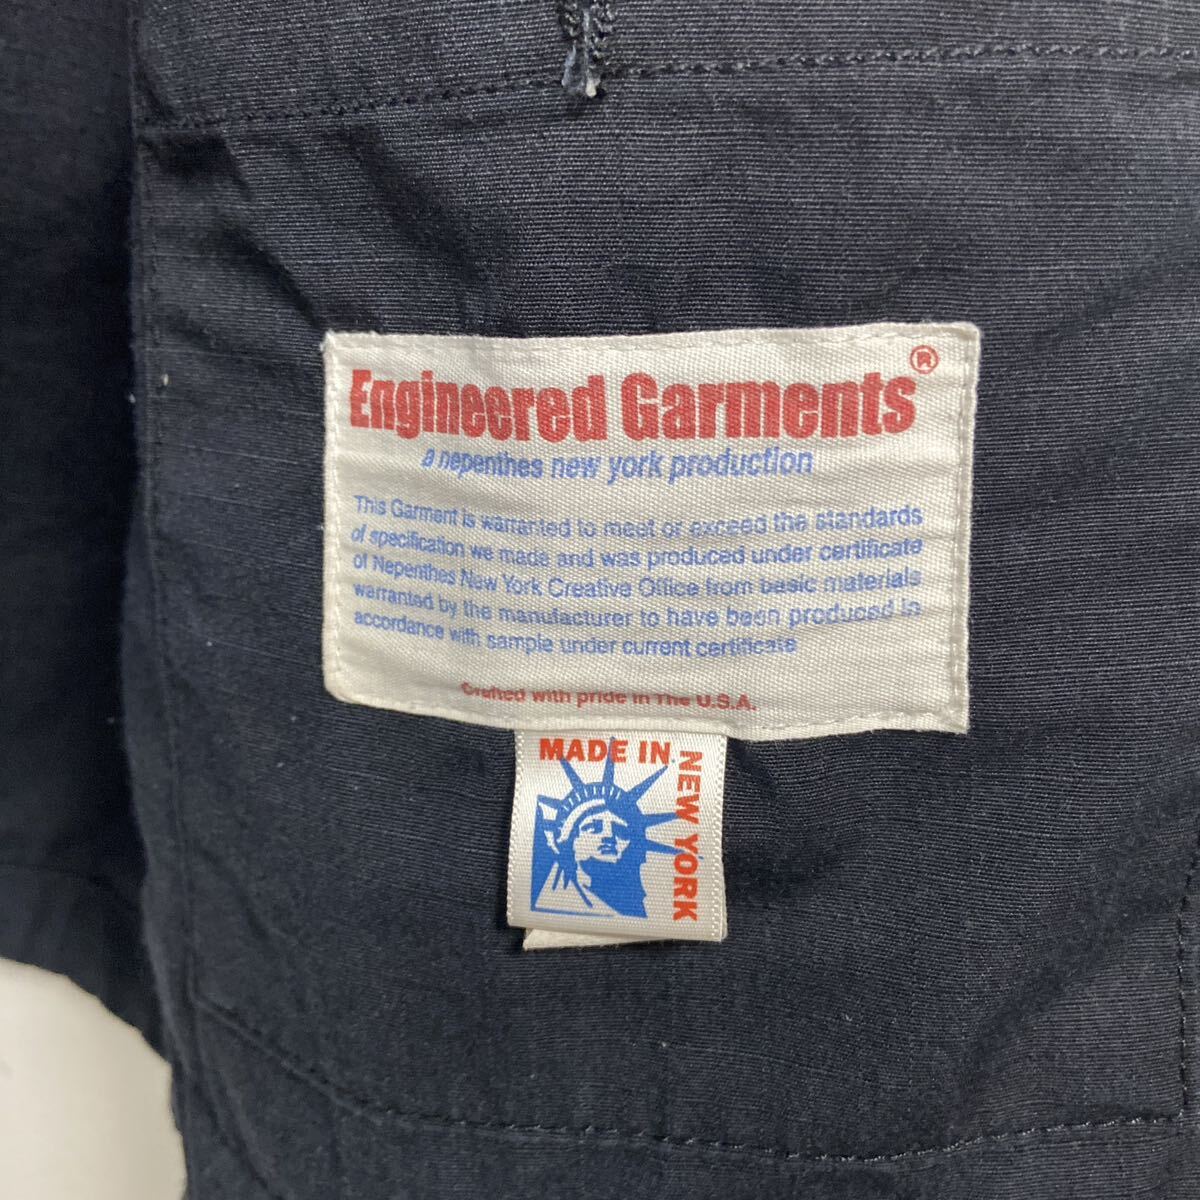 Engineered Garments®
a nepenthes new york production
This Garment is warranted to meet or exceed the standards
of specification we made and was produced under certificate
of Nepenthes New York Creative Office from basic materials
warranted by the manufacturer to have been produced in
accordance with sample under current certificate
Crafted with pride in The U.S.A.
MADE IN
NEW YORK